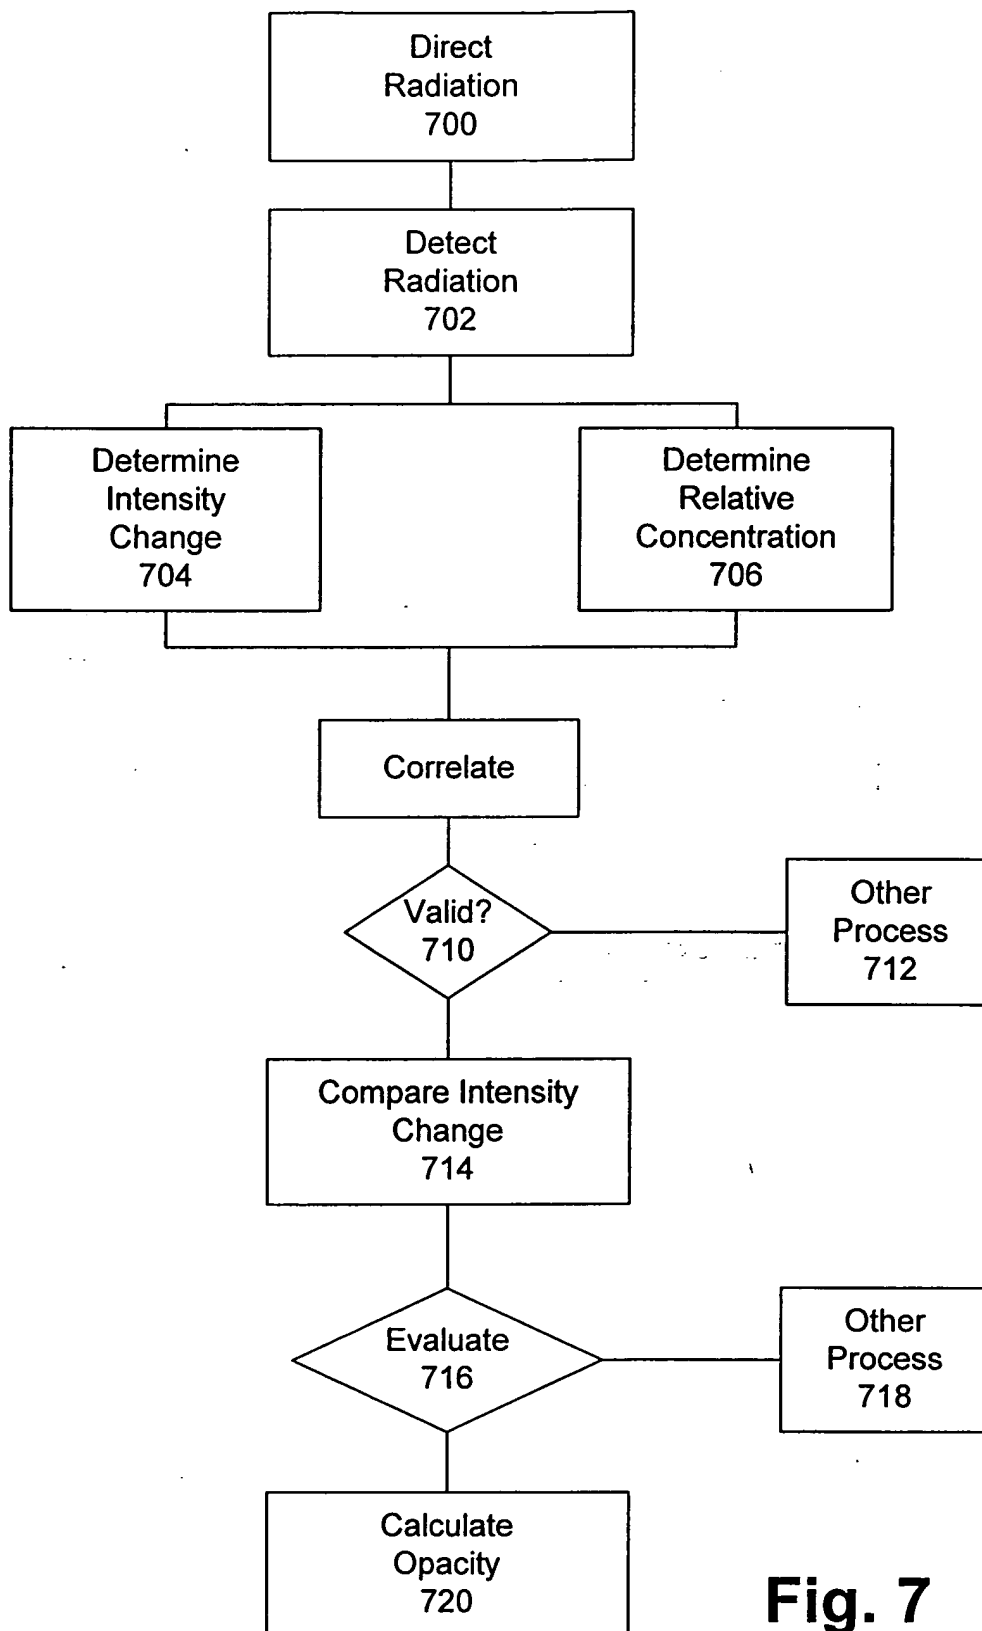 Direct
Radiation
700
Detect
Radiation
702
Determine
Intensity
Change
704
Determine
Relative
Concentration
706
Correlate
Valid?
710
Other
Process
712
Compare Intensity
Change
714
Evaluate
716
Other
Process
718
Calculate
Opacity
720
Fig. 7